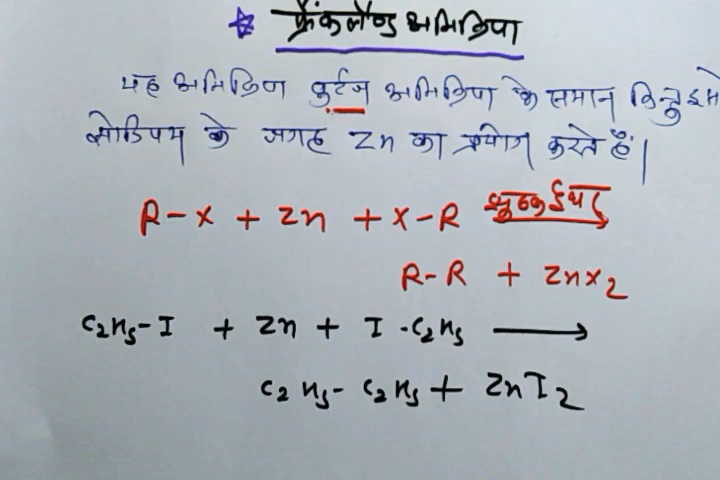 फ्रैंकलैण्ड अभिक्रिया
यह अभिक्रिया वुर्टज अभिक्रिया के समान किन्तु इसमे
सोडियम के जगह Zn का प्रयोग करते हैं।
R-X + Zn + X-R शुष्क ईथर
R-R + ZnX2
C2H5-I + Zn + I-C2H5 ⟶
C2H5-C2H5 + ZnI2